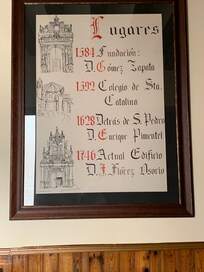 Lugares
1584 Fundación:
D. Gómez Zapata
1592 Colegio de Sta.
Catalina
1628 Detrás de S. Pedro
D. Enrique Pimentel
1746 Actual Edificio
D. J. Flórez Osorio